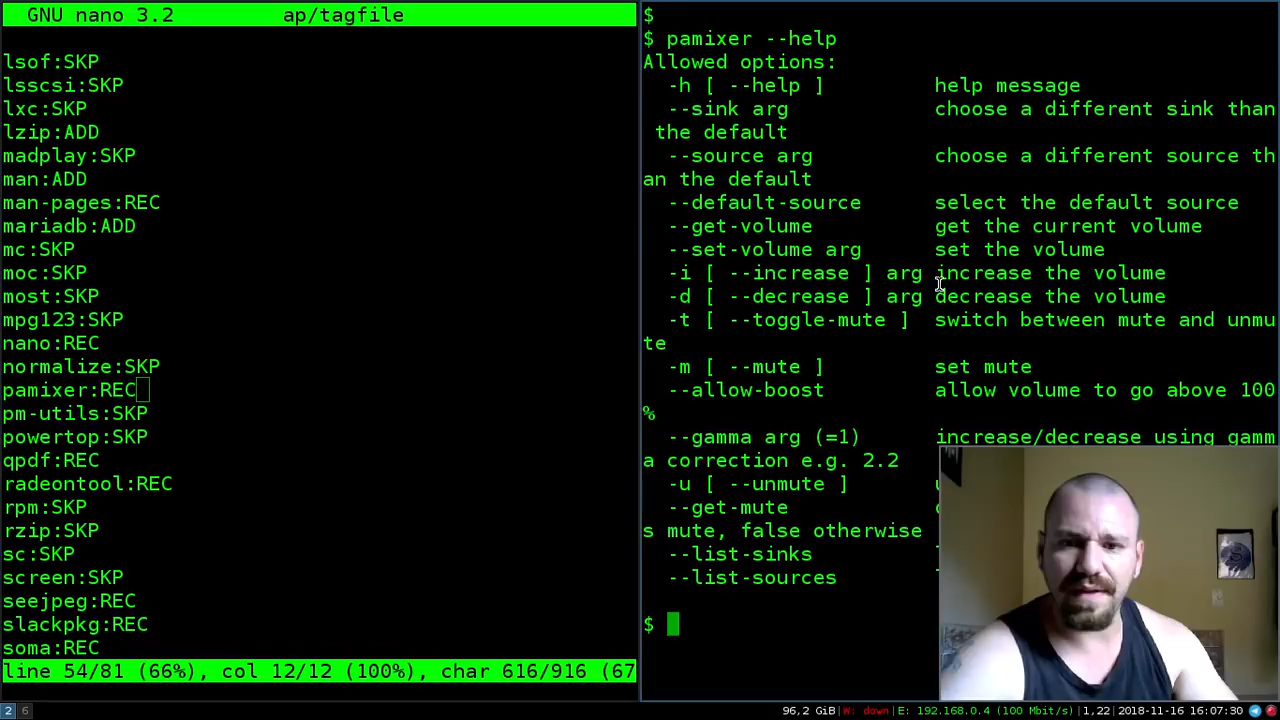 GNU nano 3.2 ap/tagfile
lsof:SKP
lsscsi:SKP
lxc:SKP
lzip:ADD
madplay:SKP
man:ADD
man-pages:REC
mariadb:ADD
mc:SKP
moc:SKP
most:SKP
mpg123:SKP
nano:REC
normalize:SKP
pamixer:REC
pm-utils:SKP
powertop:SKP
qpdf:REC
radeontool:REC
rpm:SKP
rzip:SKP
sc:SKP
screen:SKP
seejpeg:REC
slackpkg:REC
soma:REC
line 54/81 (66%), col 12/12 (100%), char 616/916 (67
$
$ pamixer --help
Allowed options:
-h [ --help ] help message
--sink arg choose a different sink than
the default
--source arg choose a different source th
an the default
--default-source select the default source
--get-volume get the current volume
--set-volume arg set the volume
-i [ --increase ] arg increase the volume
-d [ --decrease ] arg decrease the volume
-t [ --toggle-mute ] switch between mute and unmu
te
-m [ --mute ] set mute
--allow-boost allow volume to go above 100
%
--gamma arg (=1) increase/decrease using gamm
a correction e.g. 2.2
-u [ --unmute ]
--get-mute
s mute, false otherwise
--list-sinks
--list-sources
$
2 6 96,2 GiB|W: down|E: 192.168.0.4 (100 Mbit/s)|1,22|2018-11-16 16:07:30